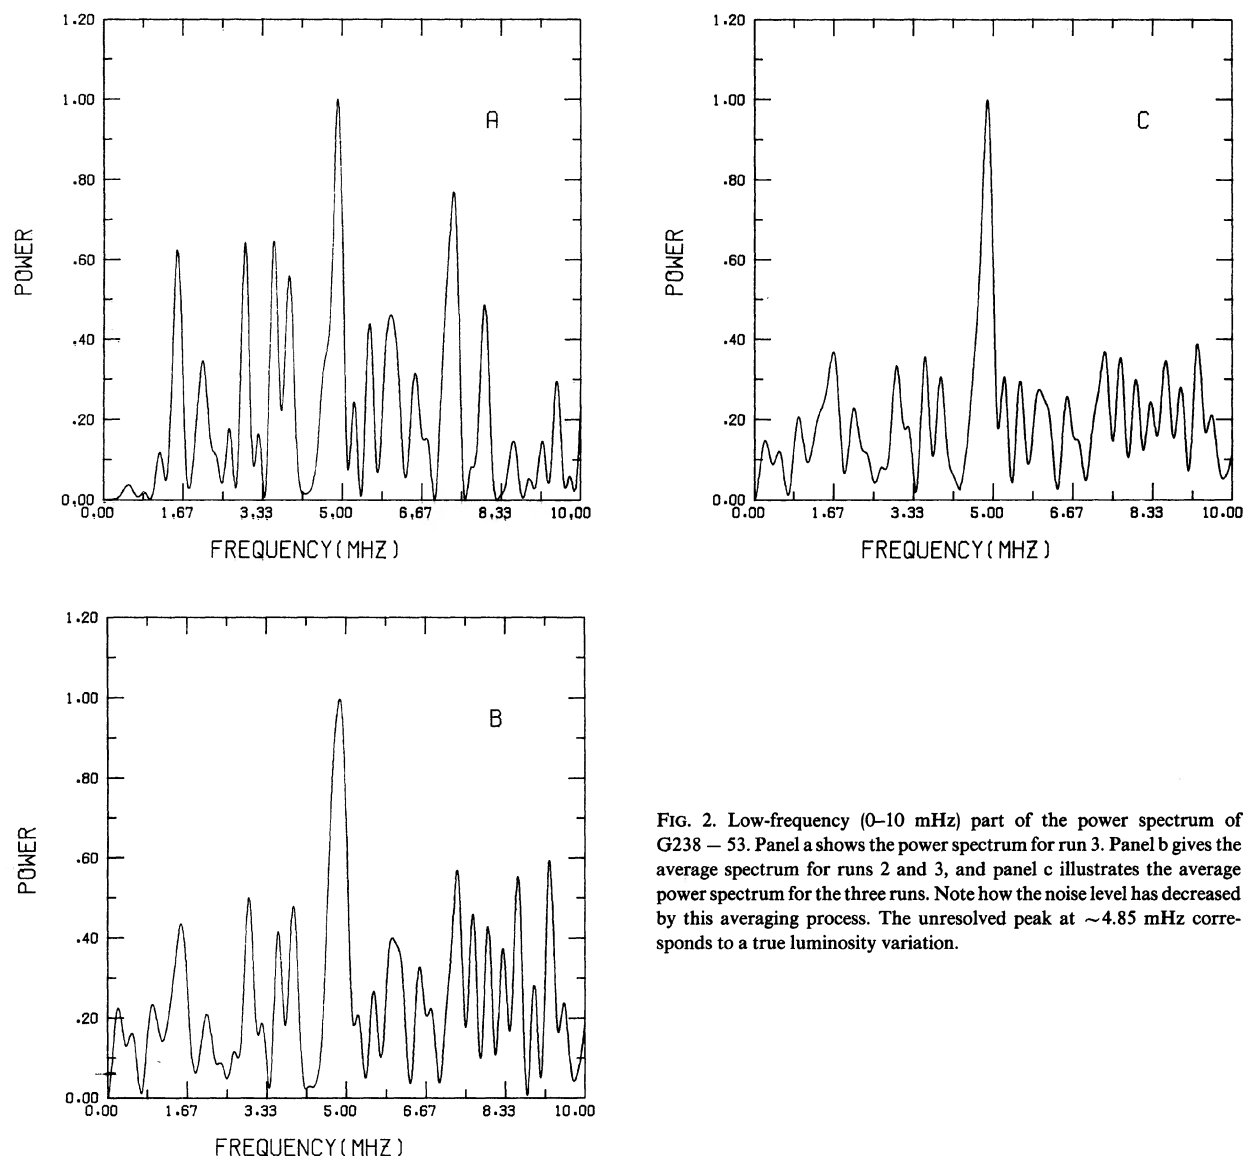 1.20
1.00
.80
.60
.40
.20
0.00
POWER
A
0.00 1.67 3.33 5.00 6.67 8.33 10.00
FREQUENCY(MHZ)
1.20
1.00
.80
.60
.40
.20
0.00
POWER
C
0.00 1.67 3.33 5.00 6.67 8.33 10.00
FREQUENCY(MHZ)
1.20
1.00
.80
.60
.40
.20
0.00
POWER
B
0.00 1.67 3.33 5.00 6.67 8.33 10.00
FREQUENCY(MHZ)
FIG. 2. Low-frequency (0–10 mHz) part of the power spectrum of
G238 – 53. Panel a shows the power spectrum for run 3. Panel b gives the
average spectrum for runs 2 and 3, and panel c illustrates the average
power spectrum for the three runs. Note how the noise level has decreased
by this averaging process. The unresolved peak at ~4.85 mHz corre-
sponds to a true luminosity variation.